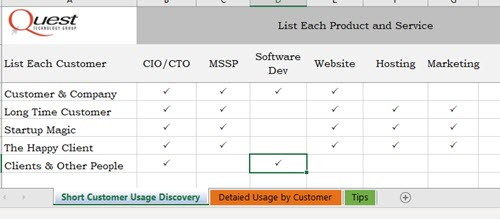 A B C D E F G
Quest
TECHNOLOGY GROUP
List Each Product and Service
List Each Customer CIO/CTO MSSP Software Dev Website Hosting Marketing
Customer & Company ✓ ✓ ✓ ✓
Long Time Customer ✓ ✓ ✓ ✓ ✓
Startup Magic ✓ ✓ ✓ ✓ ✓
The Happy Client ✓ ✓ ✓ ✓ ✓
Clients & Other People ✓ ✓
Short Customer Usage Discovery Detaied Usage by Customer Tips